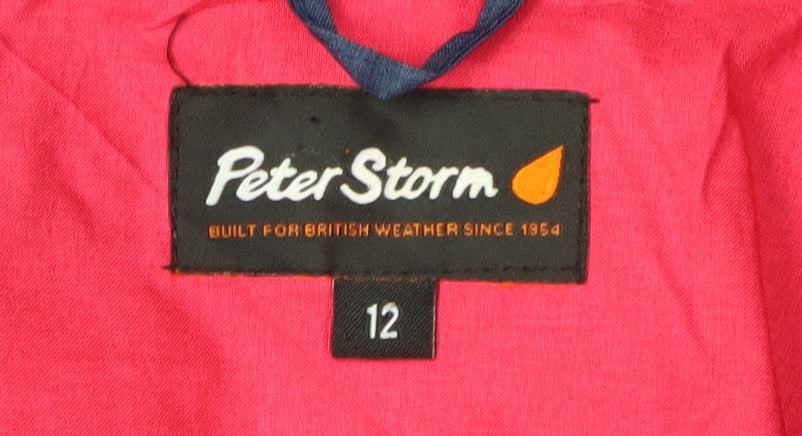 Peter Storm
BUILT FOR BRITISH WEATHER SINCE 1954
12